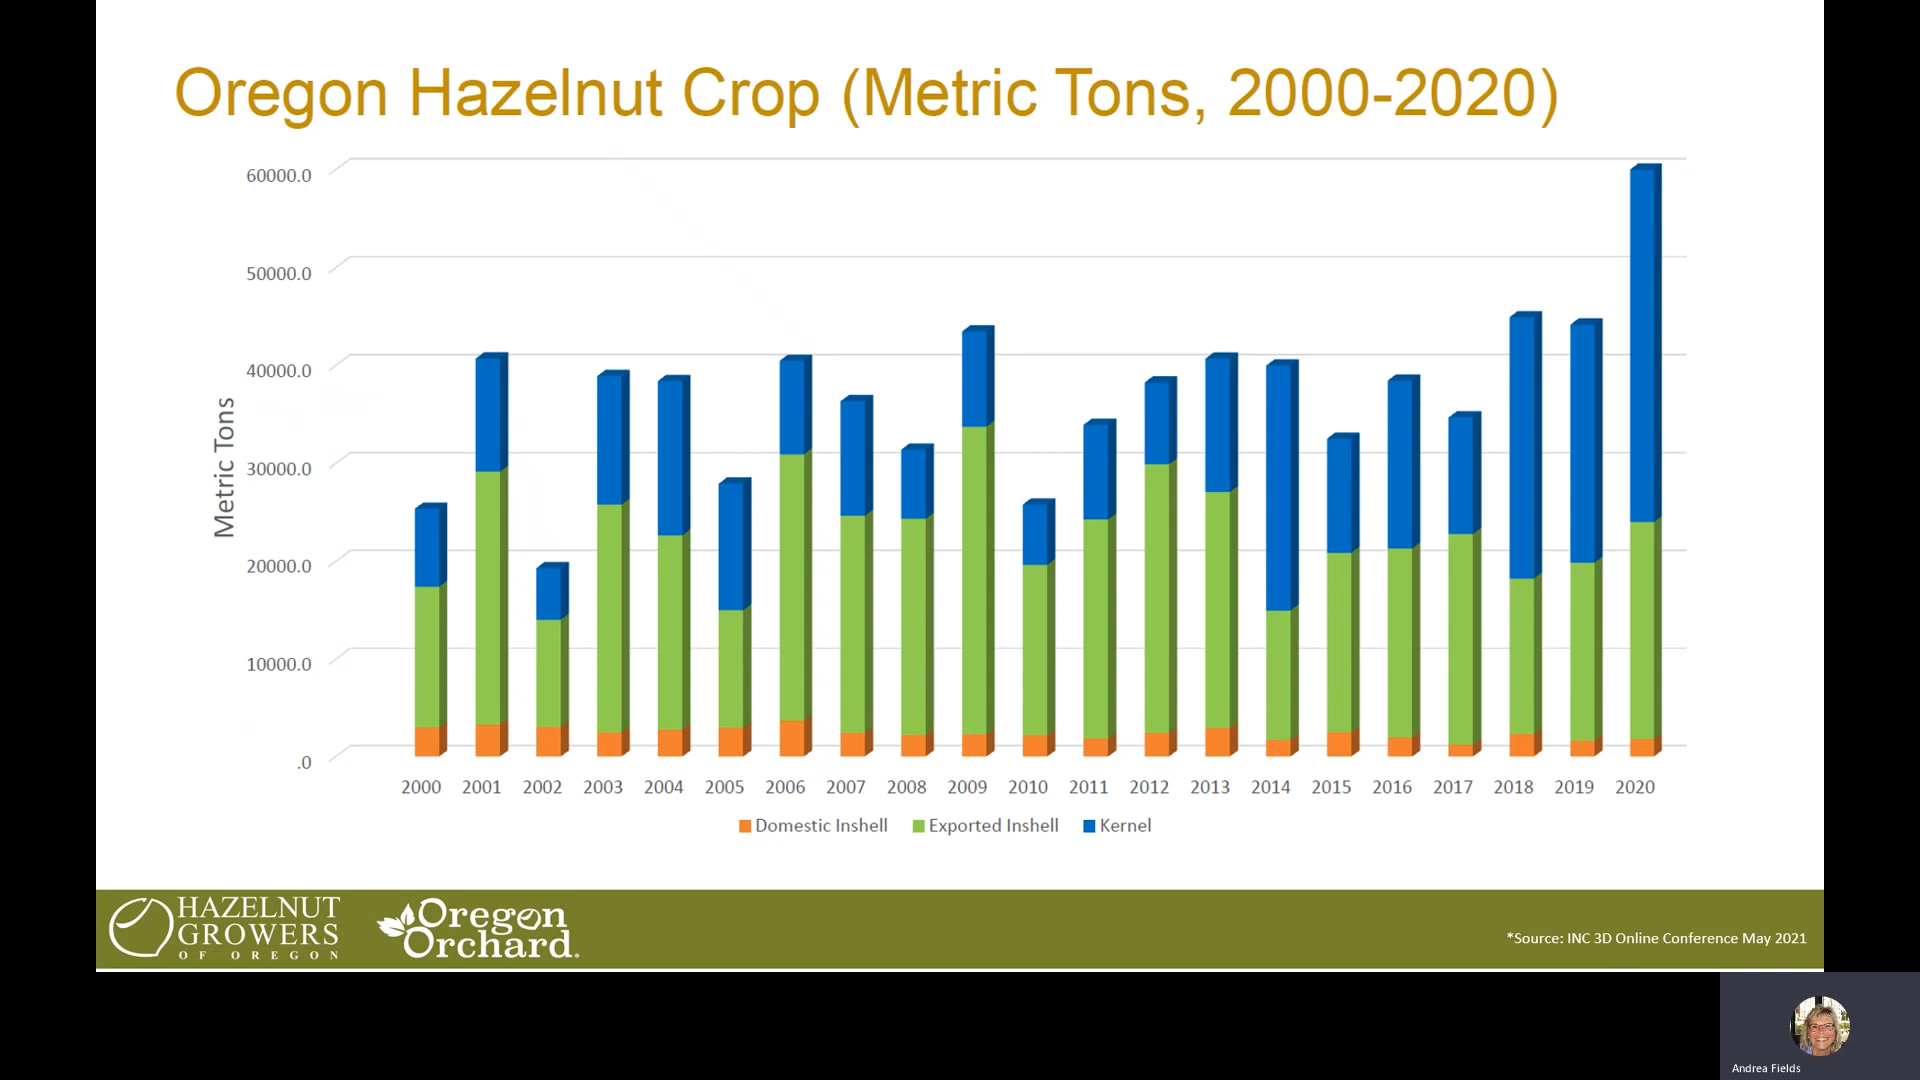 Oregon Hazelnut Crop (Metric Tons, 2000-2020)
60000.0
50000.0
40000.0
30000.0
20000.0
10000.0
.0
Metric Tons
2000 2001 2002 2003 2004 2005 2006 2007 2008 2009 2010 2011 2012 2013 2014 2015 2016 2017 2018 2019 2020
Domestic Inshell Exported Inshell Kernel
HAZELNUT
GROWERS
OF OREGON
Oregon
Orchard.
*Source: INC 3D Online Conference May 2021
Andrea Fields